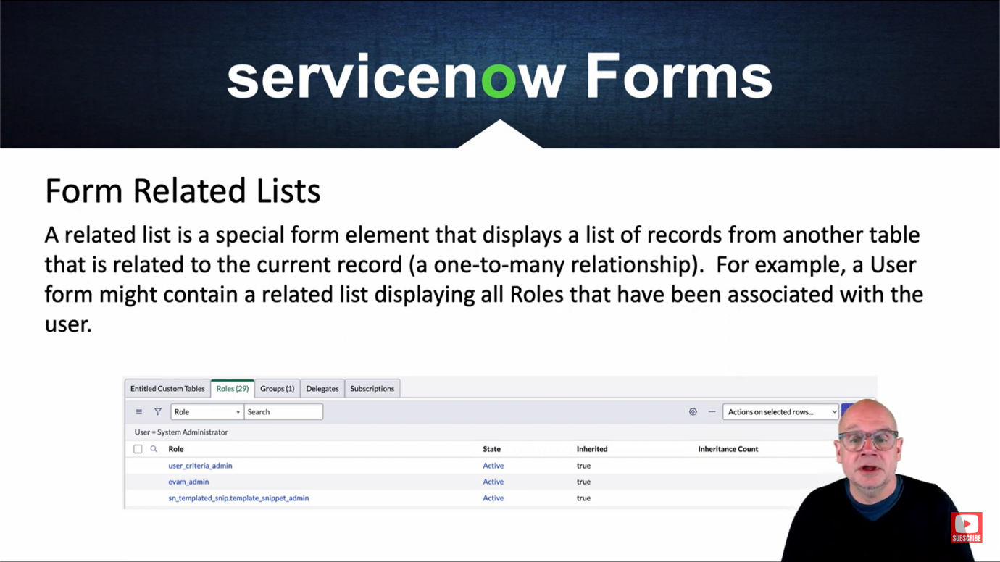 servicenow Forms
Form Related Lists
A related list is a special form element that displays a list of records from another table
that is related to the current record (a one-to-many relationship).  For example, a User
form might contain a related list displaying all Roles that have been associated with the
user.
Entitled Custom Tables Roles (29) Groups (1) Delegates Subscriptions
Role Search Actions on selected rows...
User = System Administrator
Role State Inherited Inheritance Count
user_criteria_admin Active true
evam_admin Active true
sn_templated_snip.template_snippet_admin Active true
SUBSCRIBE